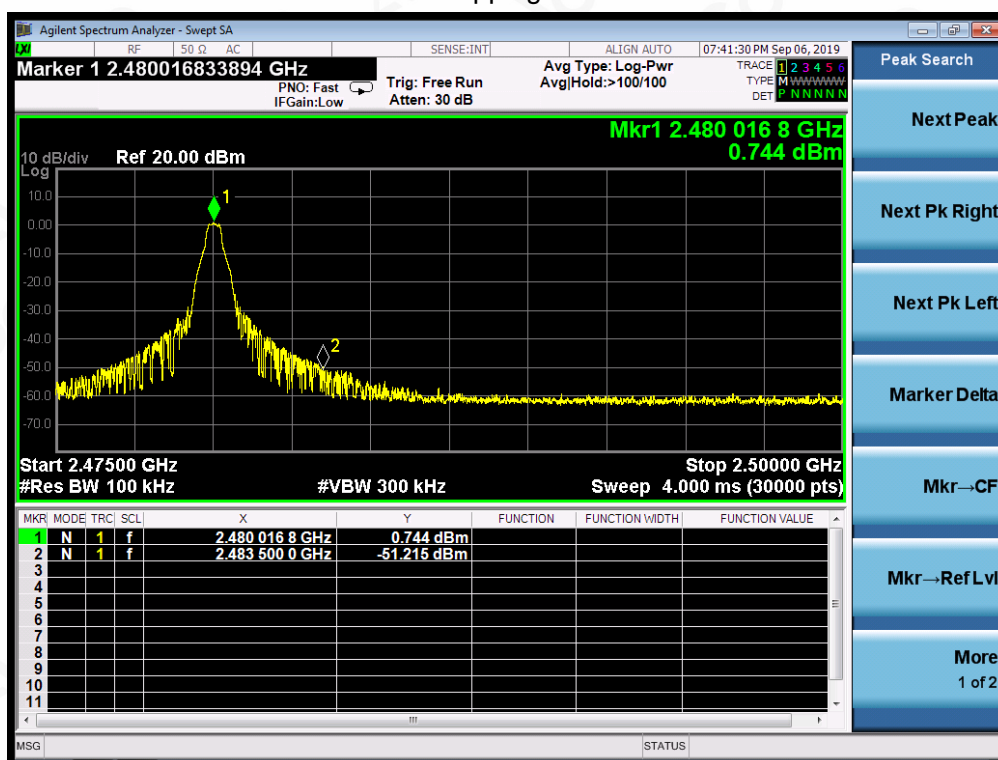 Agilent Spectrum Analyzer - Swept SA
LXI RF 50 Ω AC SENSE:INT ALIGN AUTO 07:41:30 PM Sep 06, 2019
Marker 1 2.480016833894 GHz
PNO: Fast
IFGain:Low
Trig: Free Run
Atten: 30 dB
Avg Type: Log-Pwr
Avg|Hold:>100/100
TRACE 1 2 3 4 5 6
TYPE M WWWWW
DET P N N N N N
Mkr1 2.480 016 8 GHz
0.744 dBm
10 dB/div Ref 20.00 dBm
Log
10.0
0.00
-10.0
-20.0
-30.0
-40.0
-50.0
-60.0
-70.0
1
2
Start 2.47500 GHz Stop 2.50000 GHz
#Res BW 100 kHz #VBW 300 kHz Sweep 4.000 ms (30000 pts)
MKR MODE TRC SCL X Y FUNCTION FUNCTION WIDTH FUNCTION VALUE
1 N 1 f 2.480 016 8 GHz 0.744 dBm
2 N 1 f 2.483 500 0 GHz -51.215 dBm
3
4
5
6
7
8
9
10
11
MSG STATUS
Peak Search
Next Peak
Next Pk Right
Next Pk Left
Marker Delta
Mkr→CF
Mkr→Ref Lvl
More
1 of 2